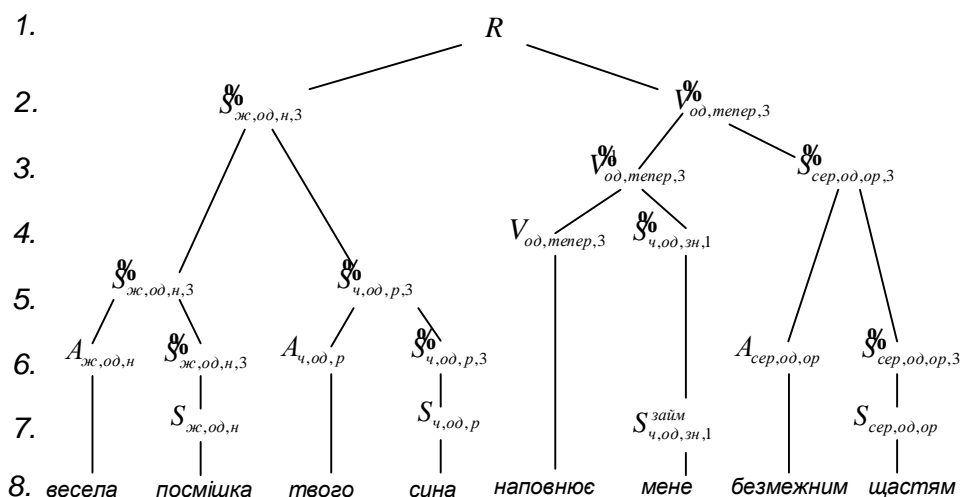 1. R
2. S%ж,од,н,3 V%од,тепер,3
3. V%од,тепер,3 S%сер,од,ор,3
4. Vод,тепер,3 S%ч,од,зн,1
5. S%ж,од,н,3 S%ч,од,р,3
6. Aж,од,н S%ж,од,н,3 Aч,од,р S%ч,од,р,3 Aсер,од,ор S%сер,од,ор,3
7. Sж,од,н Sч,од,р Sзаймч,од,зн,1 Sсер,од,ор
8. весела посмішка твого сина наповнює мене безмежним щастям